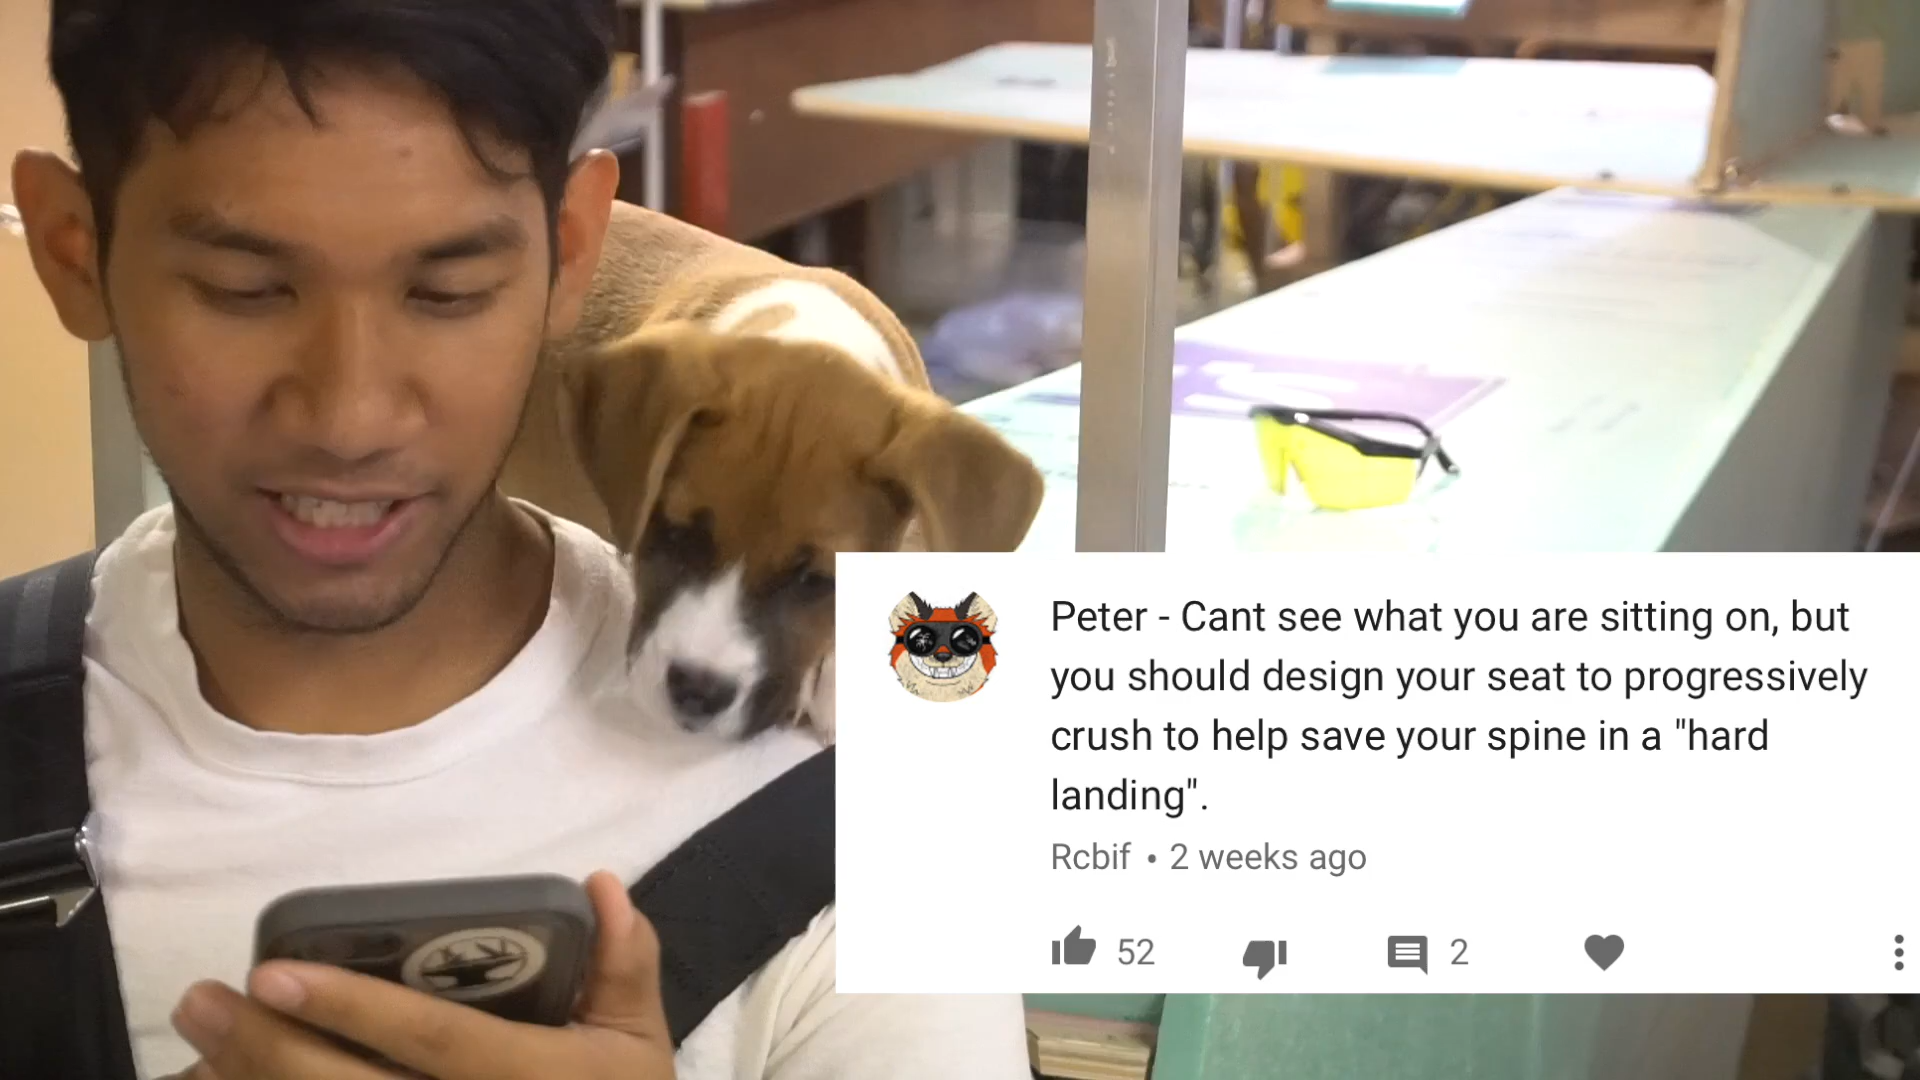 Peter - Cant see what you are sitting on, but
you should design your seat to progressively
crush to help save your spine in a "hard
landing".
Rcbif • 2 weeks ago
52
2